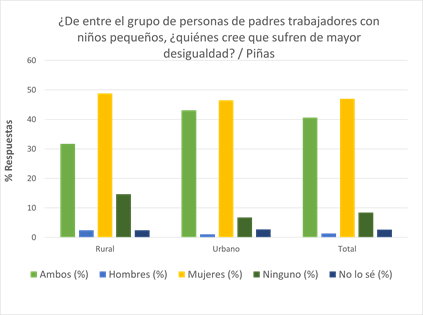 ¿De entre el grupo de personas de padres trabajadores con
niños pequeños, ¿quiénes cree que sufren de mayor
desigualdad? / Piñas
% Respuestas
60
50
40
30
20
10
0
Rural Urbano Total
Ambos (%) Hombres (%) Mujeres (%) Ninguno (%) No lo sé (%)